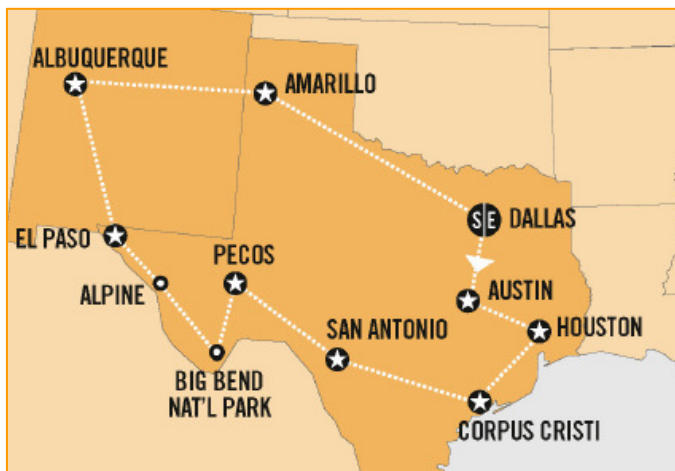 ALBUQUERQUE
AMARILLO
S E DALLAS
EL PASO
PECOS
ALPINE
AUSTIN
SAN ANTONIO
HOUSTON
BIG BEND
NAT'L PARK
CORPUS CRISTI